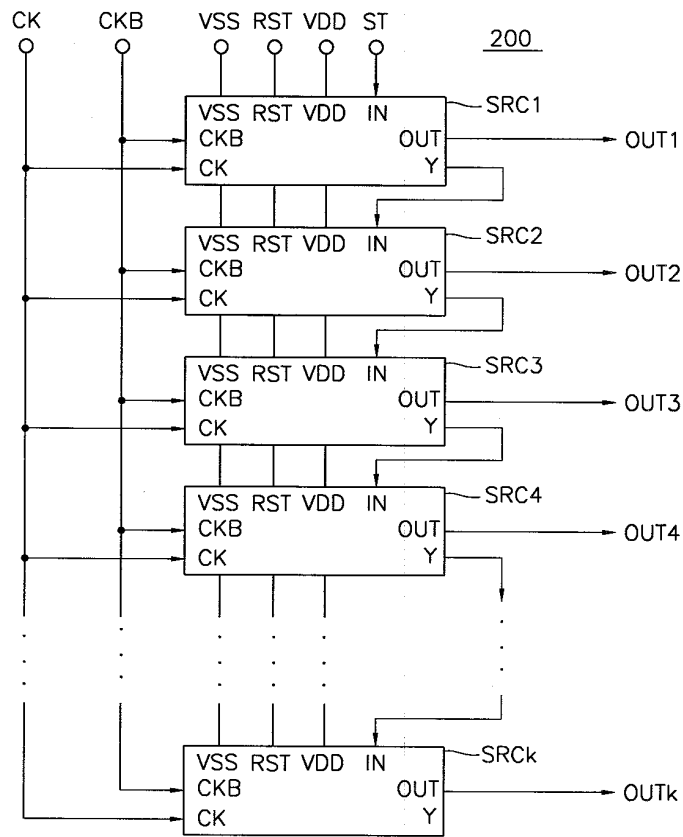 CK CKB VSS RST VDD ST 200
VSS RST VDD IN SRC1
CKB OUT OUT1
CK Y
VSS RST VDD IN SRC2
CKB OUT OUT2
CK Y
VSS RST VDD IN SRC3
CKB OUT OUT3
CK Y
VSS RST VDD IN SRC4
CKB OUT OUT4
CK Y
VSS RST VDD IN SRCk
CKB OUT OUTk
CK Y